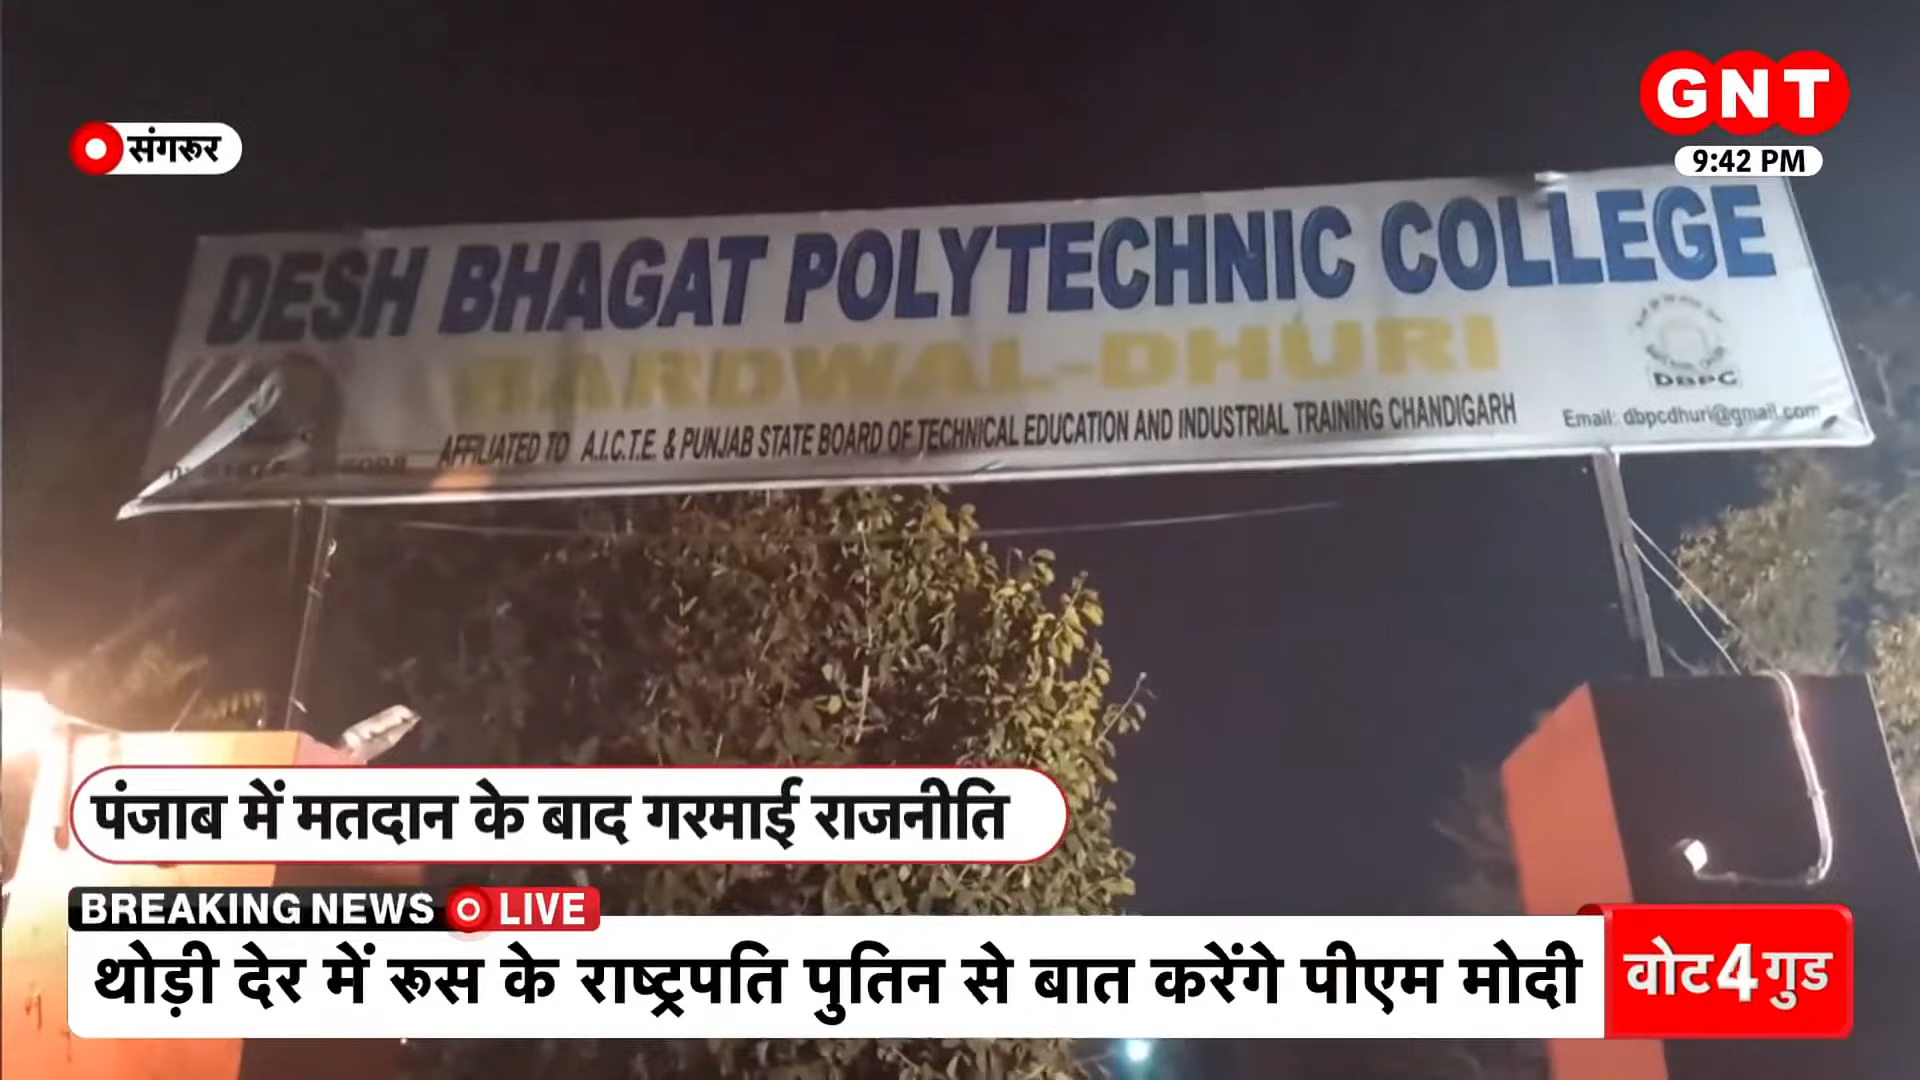 GNT
9:42 PM
संगरूर
DESH BHAGAT POLYTECHNIC COLLEGE
BARDWAL-DHURI
DBPC
AFFILIATED TO A.I.C.T.E. & PUNJAB STATE BOARD OF TECHNICAL EDUCATION AND INDUSTRIAL TRAINING CHANDIGARH
Email: dbpcdhuri@gmail.com
पंजाब में मतदान के बाद गरमाई राजनीति
BREAKING NEWS LIVE
थोड़ी देर में रूस के राष्ट्रपति पुतिन से बात करेंगे पीएम मोदी
वोट4गुड